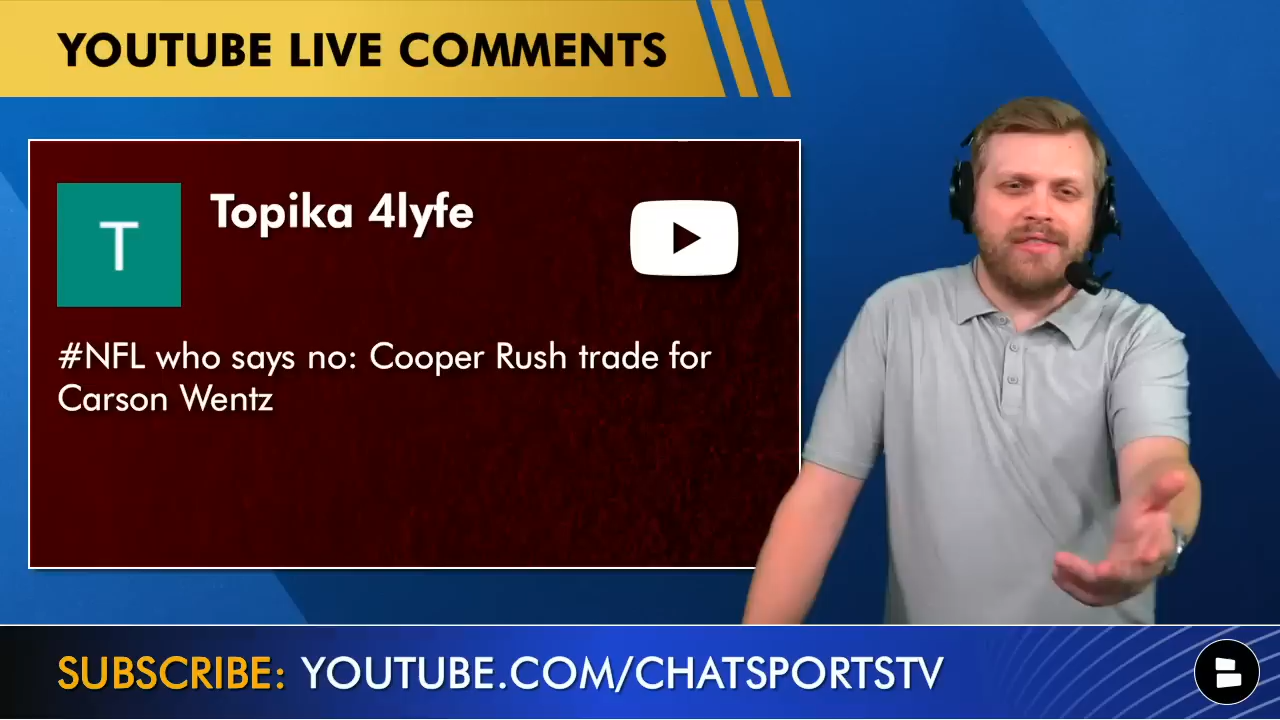 YOUTUBE LIVE COMMENTS
T
Topika 4lyfe
#NFL who says no: Cooper Rush trade for
Carson Wentz
SUBSCRIBE: YOUTUBE.COM/CHATSPORTSTV